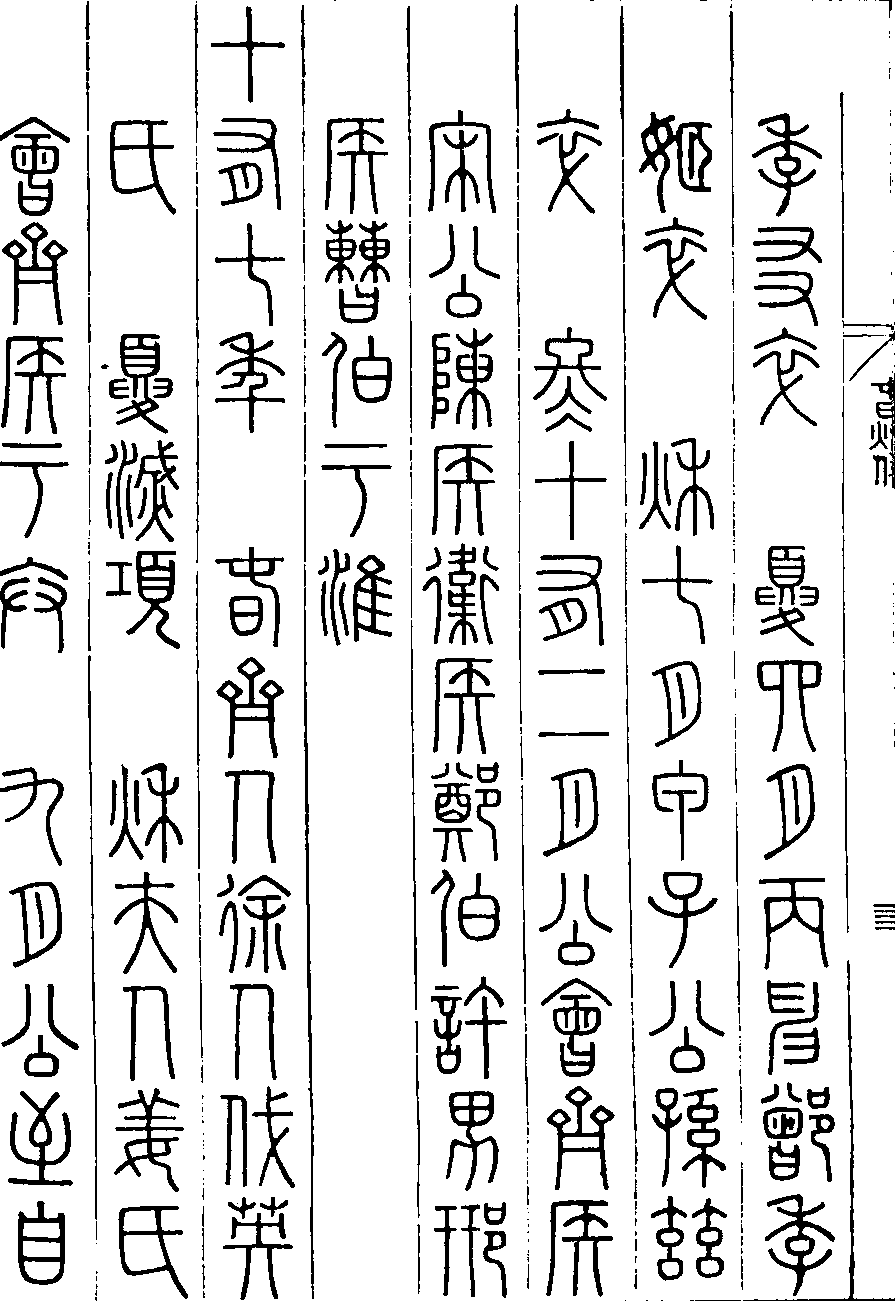 季友卒　夏四月丙申鄫季
姬卒　秋七月甲子公孫茲
卒　冬十有二月公會齊侯
宋公陳侯衛侯鄭伯許男邢
侯曹伯于淮
十有七年　春齊人徐人伐英
氏　夏滅項　秋夫人姜氏
會齊侯于卞　九月公至自